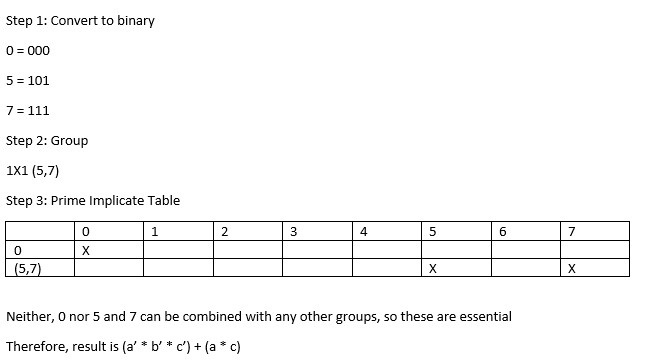 Step 1: Convert to binary
0 = 000
5 = 101
7 = 111
Step 2: Group
1X1 (5,7)
Step 3: Prime Implicate Table
0 1 2 3 4 5 6 7
0 X
(5,7) X X
Neither, 0 nor 5 and 7 can be combined with any other groups, so these are essential
Therefore, result is (a’ * b’ * c’) + (a * c)